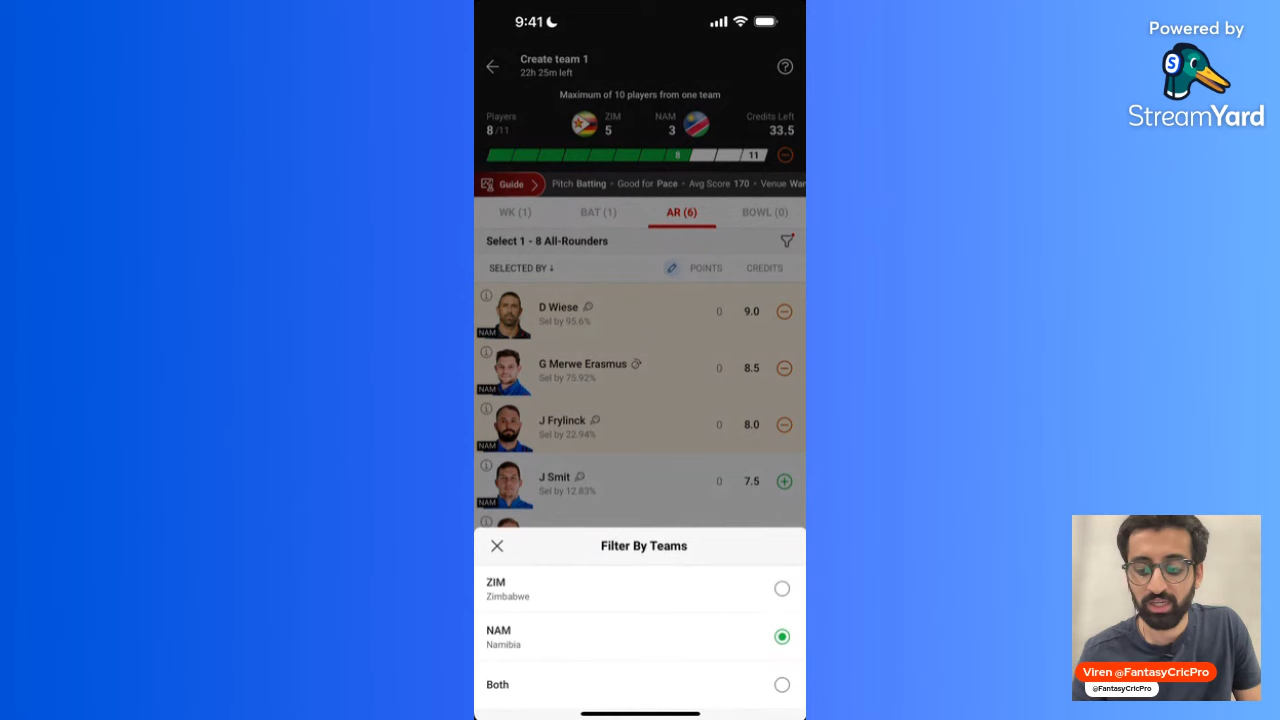 9:41
Create team 1
22h 25m left
Maximum of 10 players from one team
Players
8/11
ZIM
5
NAM
3
Credits Left
33.5
8
11
Guide
Pitch Batting • Good for Pace • Avg Score 170 • Venue Wan
WK (1)
BAT (1)
AR (6)
BOWL (0)
Select 1 - 8 All-Rounders
SELECTED BY ↓
POINTS
CREDITS
D Wiese
Sel by 95.6%
NAM
0
9.0
G Merwe Erasmus
Sel by 75.92%
NAM
0
8.5
J Frylinck
Sel by 22.94%
NAM
0
8.0
J Smit
Sel by 12.83%
NAM
0
7.5
Filter By Teams
ZIM
Zimbabwe
NAM
Namibia
Both
Powered by
S
StreamYard
Viren @FantasyCricPro
@FantasyCricPro